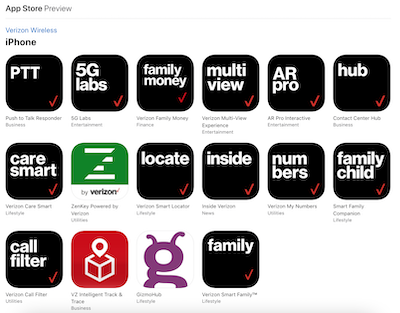 App Store Preview
Verizon Wireless
iPhone
PTT
5G
labs
family
money
multi
view
AR
pro
hub
Push to Talk Responder
Business
5G Labs
Entertainment
Verizon Family Money
Finance
Verizon Multi-View
Experience
Entertainment
AR Pro Interactive
Entertainment
Contact Center Hub
Business
care
smart
by verizon
locate
inside
num
bers
family
child
Verizon Care Smart
Lifestyle
ZenKey Powered by
Verizon
Utilities
Verizon Smart Locator
Lifestyle
Inside Verizon
News
Verizon My Numbers
Utilities
Smart Family
Companion
Lifestyle
call
filter
family
Verizon Call Filter
Utilities
VZ Intelligent Track &
Trace
Business
GizmoHub
Lifestyle
Verizon Smart Family™
Lifestyle